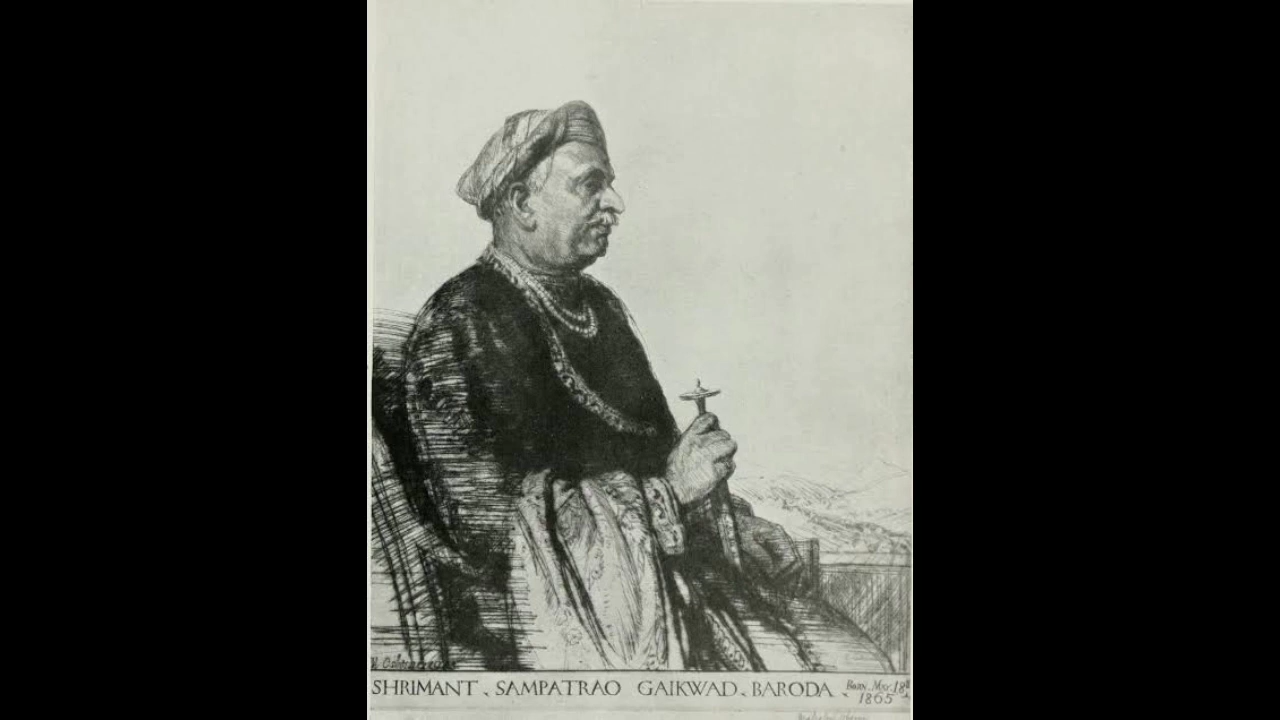 SHRIMANT . SAMPATRAO GAIKWAD . BARODA . BORN . MAY . 18th
1865